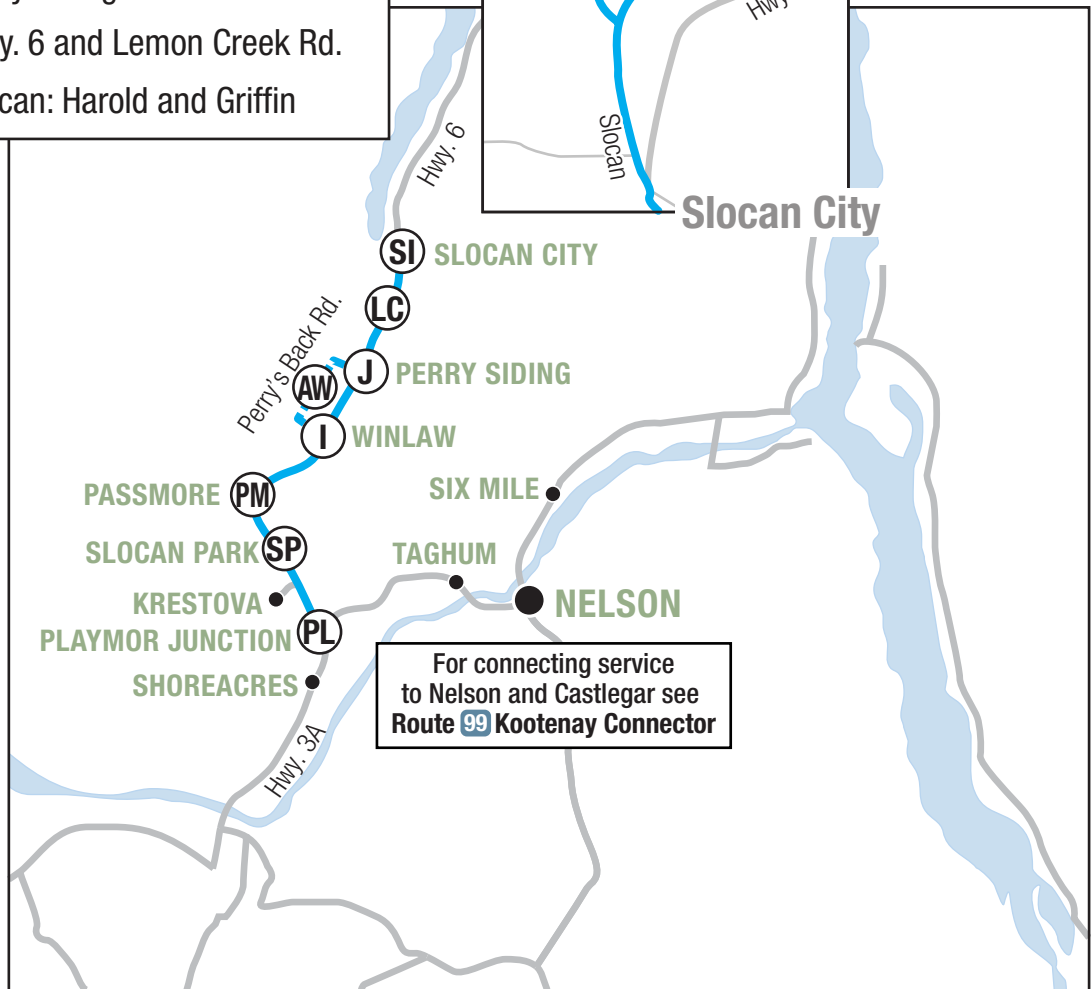 y. 6 and Lemon Creek Rd.
can: Harold and Griffin
Hwy. 6
Slocan
Slocan City
SI SLOCAN CITY
LC
Perry's Back Rd.
AW
J PERRY SIDING
I WINLAW
PASSMORE PM
SIX MILE
SLOCAN PARK SP
TAGHUM
KRESTOVA
NELSON
PLAYMOR JUNCTION PL
SHOREACRES
For connecting service
to Nelson and Castlegar see
Route 99 Kootenay Connector
Hwy. 3A